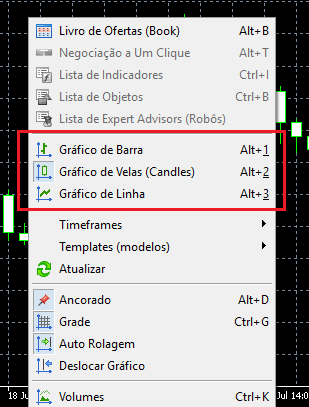 Livro de Ofertas (Book) Alt+B
Negociação a Um Clique Alt+T
Lista de Indicadores Ctrl+I
Lista de Objetos Ctrl+B
Lista de Expert Advisors (Robôs)
Gráfico de Barra Alt+1
Gráfico de Velas (Candles) Alt+2
Gráfico de Linha Alt+3
Timeframes
Templates (modelos)
Atualizar
Ancorado Alt+D
Grade Ctrl+G
Auto Rolagem
Deslocar Gráfico
18 Ju
Jul 14:0
Volumes Ctrl+K